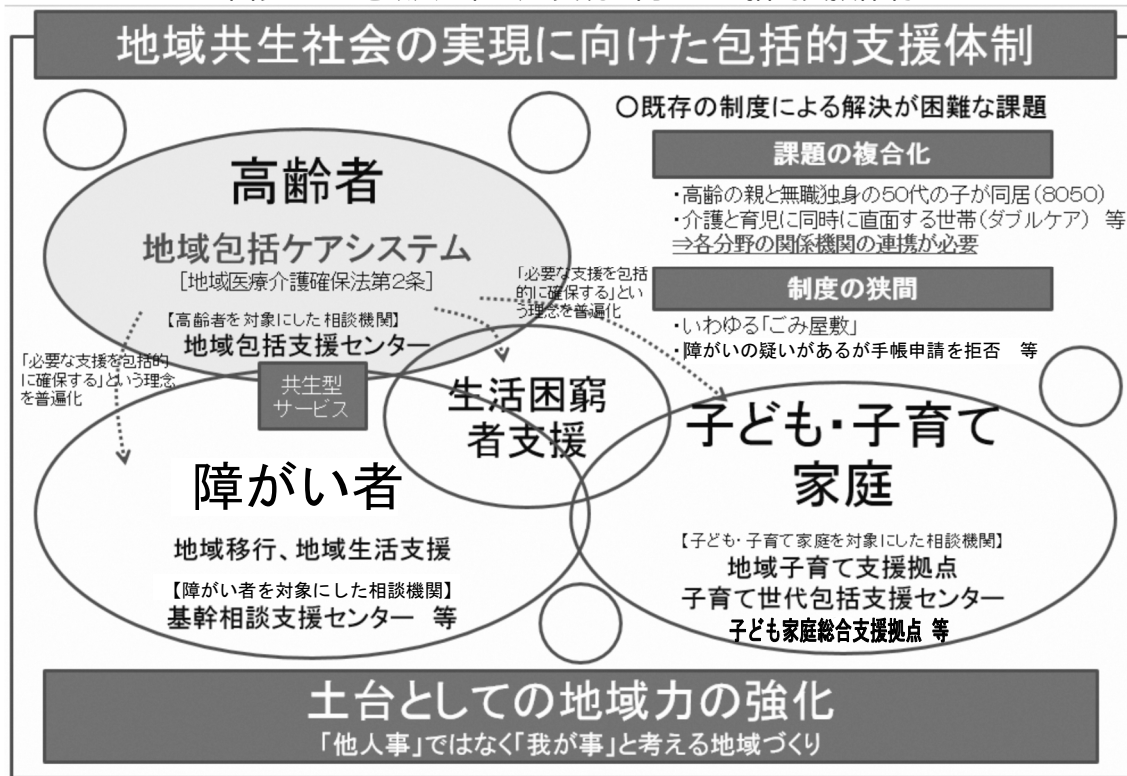 地域共生社会の実現に向けた包括的支援体制
高齢者
地域包括ケアシステム
[地域医療介護確保法第2条]
【高齢者を対象にした相談機関】
地域包括支援センター
〇既存の制度による解決が困難な課題
課題の複合化
・高齢の親と無職独身の50代の子が同居(8050)
・介護と育児に同時に直面する世帯(ダブルケア) 等
⇒各分野の関係機関の連携が必要
制度の狭間
・いわゆる「ごみ屋敷」
・障がいの疑いがあるが手帳申請を拒否 等
「必要な支援を包括
的に確保する」とい
う理念を普遍化
「必要な支援を包括的
に確保する」という理念
を普遍化
共生型
サービス
生活困窮
者支援
障がい者
地域移行、地域生活支援
【障がい者を対象にした相談機関】
基幹相談支援センター 等
子ども・子育て
家庭
【子ども・子育て家庭を対象にした相談機関】
地域子育て支援拠点
子育て世代包括支援センター
子ども家庭総合支援拠点 等
土台としての地域力の強化
「他人事」ではなく「我が事」と考える地域づくり